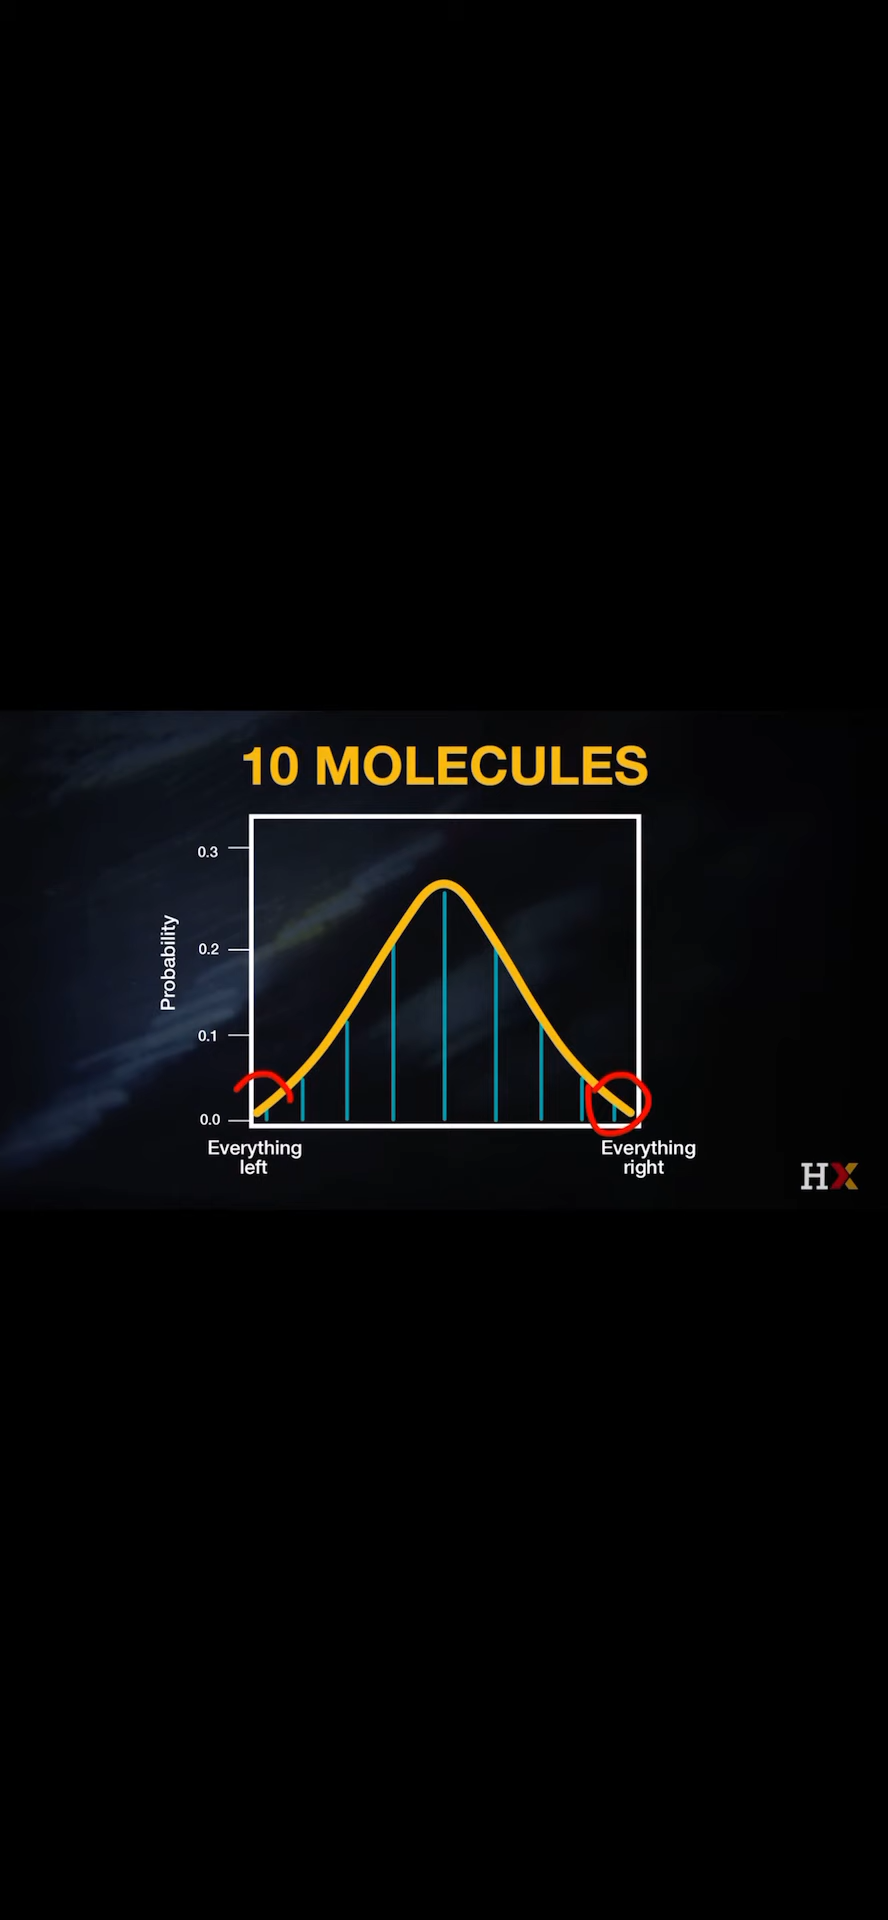 10 MOLECULES
0.3
0.2
0.1
0.0
Probability
Everything
left
Everything
right
HX